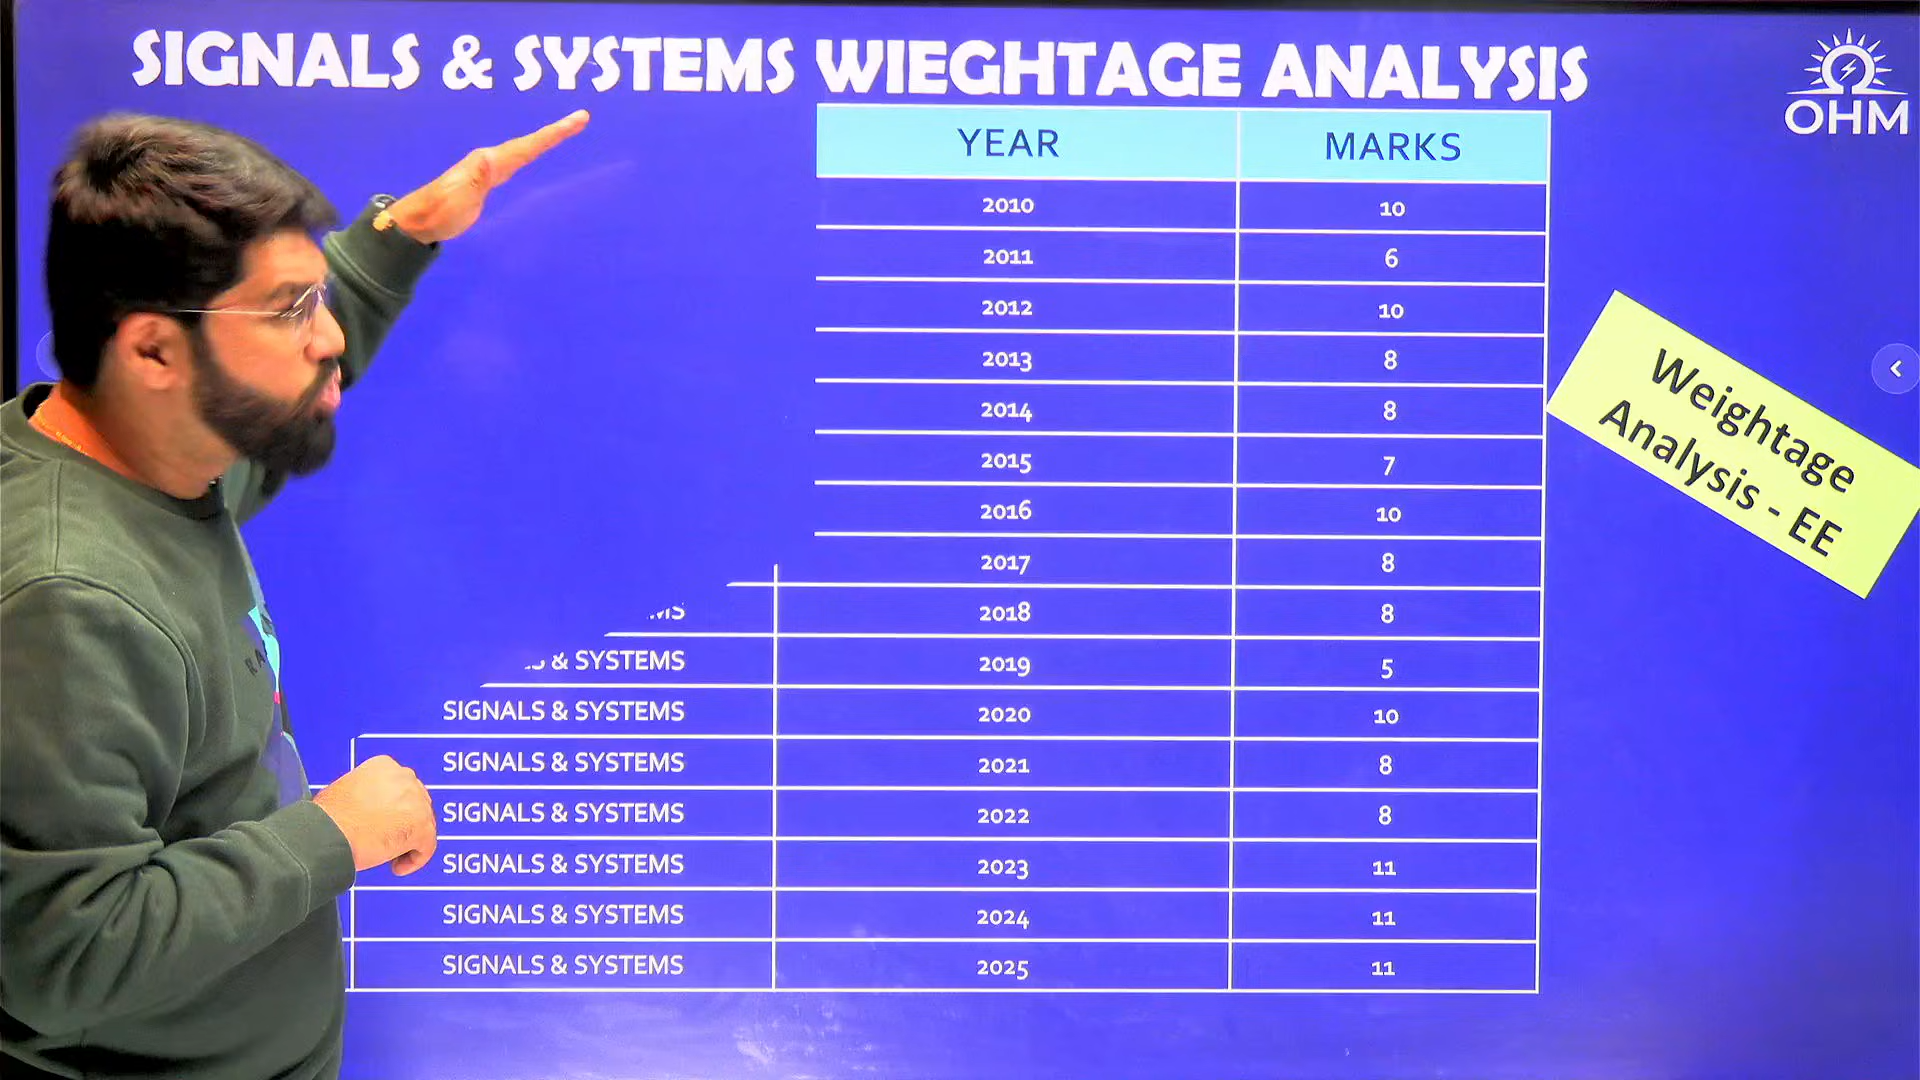 SIGNALS & SYSTEMS WIEGHTAGE ANALYSIS
OHM
YEAR MARKS
2010 10
2011 6
2012 10
2013 8
2014 8
2015 7
2016 10
2017 8
2018 8
& SYSTEMS 2019 5
SIGNALS & SYSTEMS 2020 10
SIGNALS & SYSTEMS 2021 8
SIGNALS & SYSTEMS 2022 8
SIGNALS & SYSTEMS 2023 11
SIGNALS & SYSTEMS 2024 11
SIGNALS & SYSTEMS 2025 11
Weightage
Analysis - EE